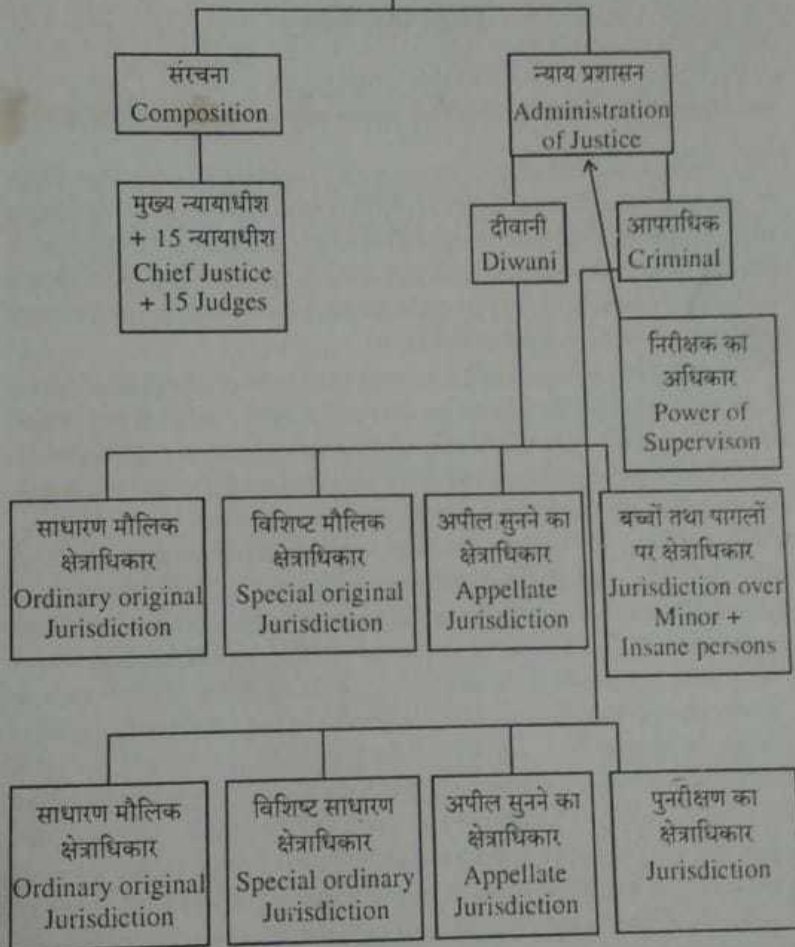 संरचना
Composition
न्याय प्रशासन
Administration
of Justice
मुख्य न्यायाधीश
+ 15 न्यायाधीश
Chief Justice
+ 15 Judges
दीवानी
Diwani
आपराधिक
Criminal
निरीक्षक का
अधिकार
Power of
Supervison
साधारण मौलिक
क्षेत्राधिकार
Ordinary original
Jurisdiction
विशिष्ट मौलिक
क्षेत्राधिकार
Special original
Jurisdiction
अपील सुनने का
क्षेत्राधिकार
Appellate
Jurisdiction
बच्चों तथा पागलों
पर क्षेत्राधिकार
Jurisdiction over
Minor +
Insane persons
साधारण मौलिक
क्षेत्राधिकार
Ordinary original
Jurisdiction
विशिष्ट साधारण
क्षेत्राधिकार
Special ordinary
Jurisdiction
अपील सुनने का
क्षेत्राधिकार
Appellate
Jurisdiction
पुनरीक्षण का
क्षेत्राधिकार
Jurisdiction